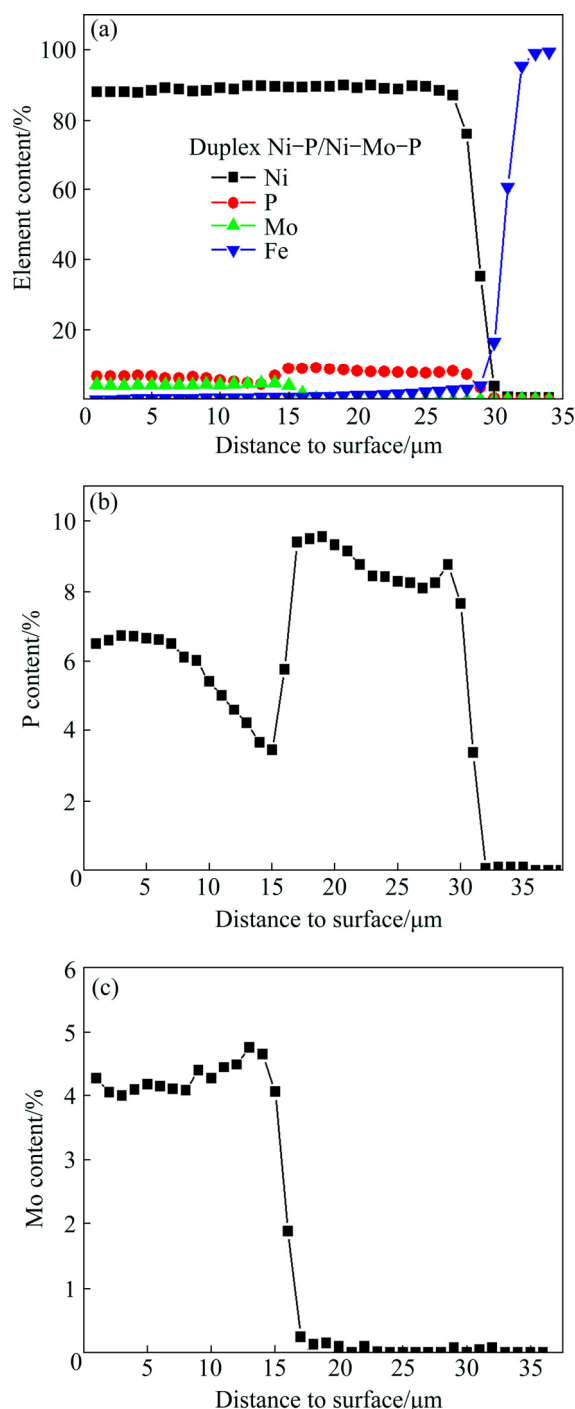 (a)
100
80
60
40
20
0
Element content/%
Duplex Ni−P/Ni−Mo−P
Ni
P
Mo
Fe
5 10 15 20 25 30 35
Distance to surface/μm
(b)
10
8
6
4
2
0
P content/%
5 10 15 20 25 30 35
Distance to surface/μm
(c)
6
5
4
3
2
1
0
Mo content/%
5 10 15 20 25 30 35
Distance to surface/μm